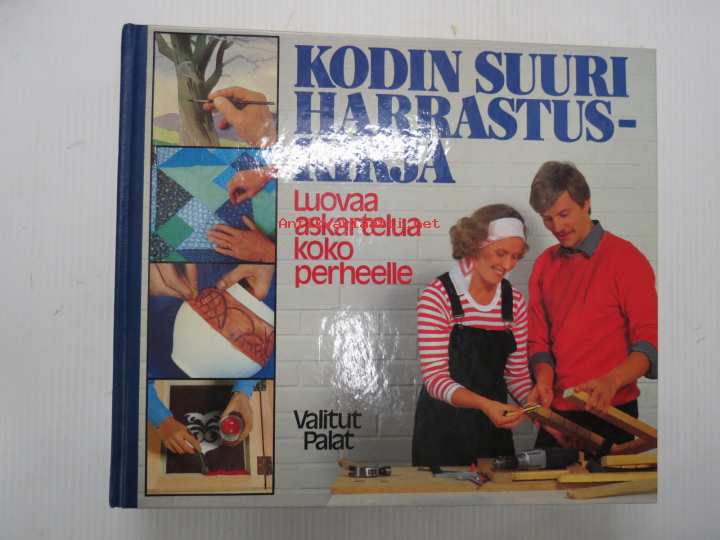 KODIN SUURI
HARRASTUS-
KIRJA
Luovaa
askartelua
koko
perheelle
Valitut
Palat